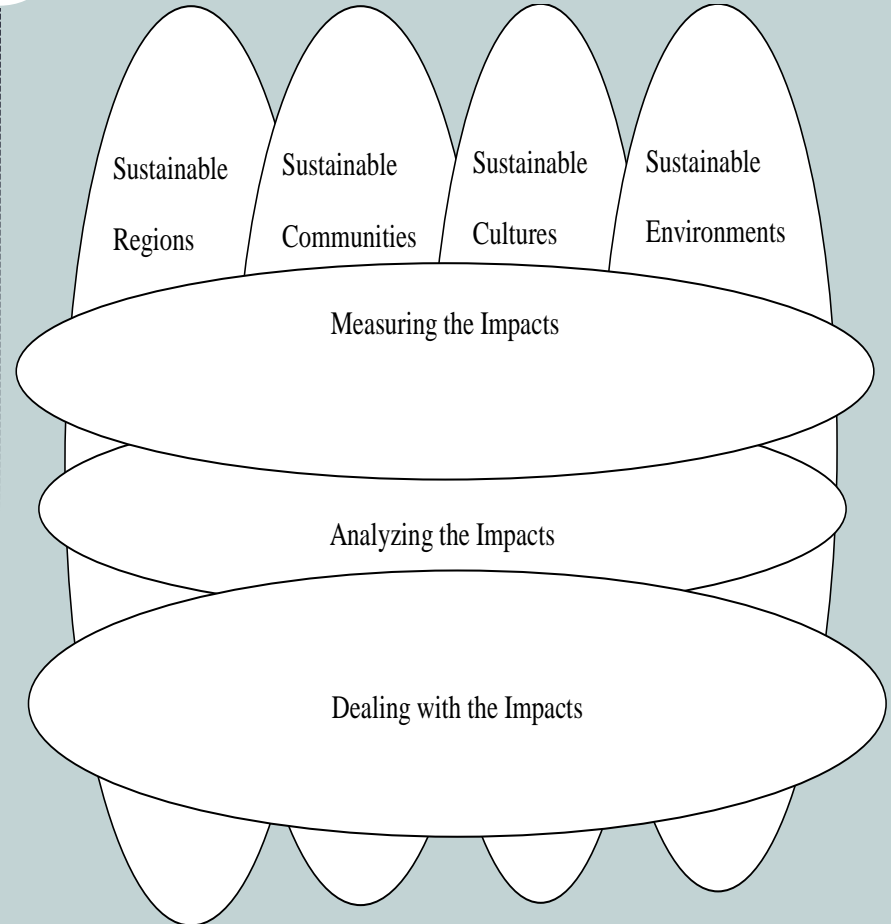 Sustainable
Regions
Sustainable
Communities
Sustainable
Cultures
Sustainable
Environments
Measuring the Impacts
Analyzing the Impacts
Dealing with the Impacts